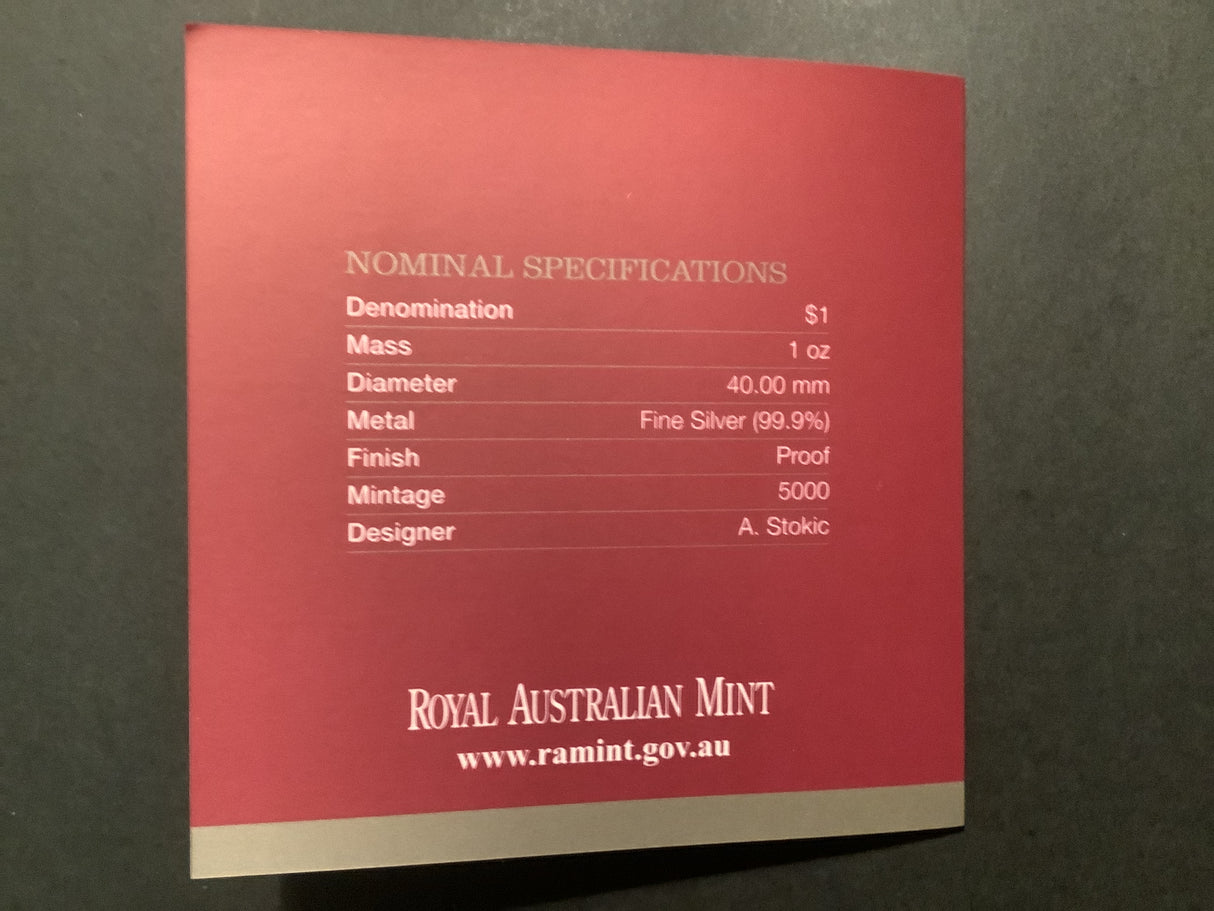 NOMINAL SPECIFICATIONS
Denomination $1
Mass 1 oz
Diameter 40.00 mm
Metal Fine Silver (99.9%)
Finish Proof
Mintage 5000
Designer A. Stokic
ROYAL AUSTRALIAN MINT
www.ramint.gov.au